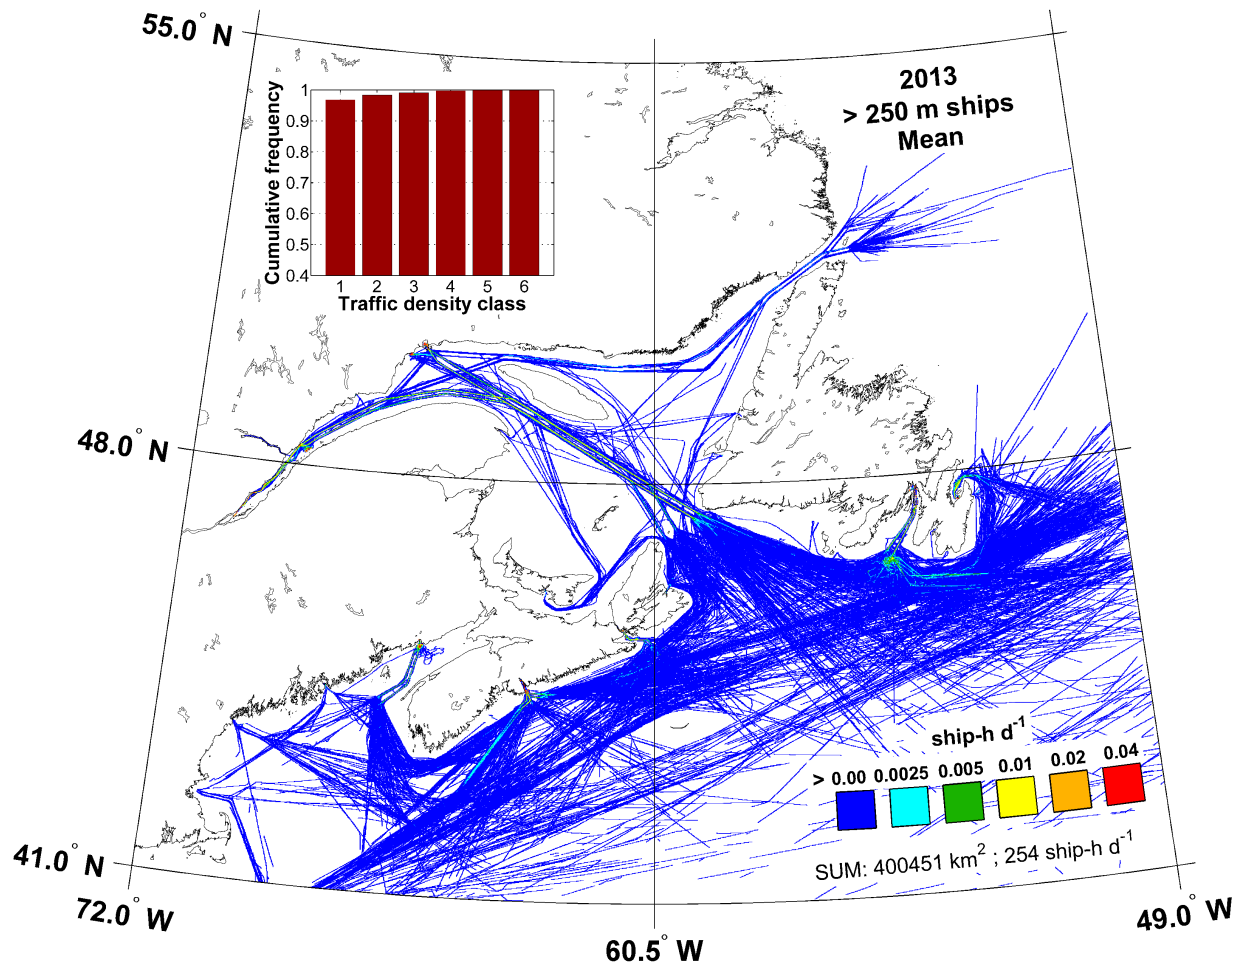 55.0° N
2013
> 250 m ships
Mean
Cumulative frequency
1
0.9
0.8
0.7
0.6
0.5
0.4
1 2 3 4 5 6
Traffic density class
48.0° N
ship-h d⁻¹
> 0.00 0.0025 0.005 0.01 0.02 0.04
SUM: 400451 km² ; 254 ship-h d⁻¹
41.0° N
72.0° W
60.5° W
49.0° W